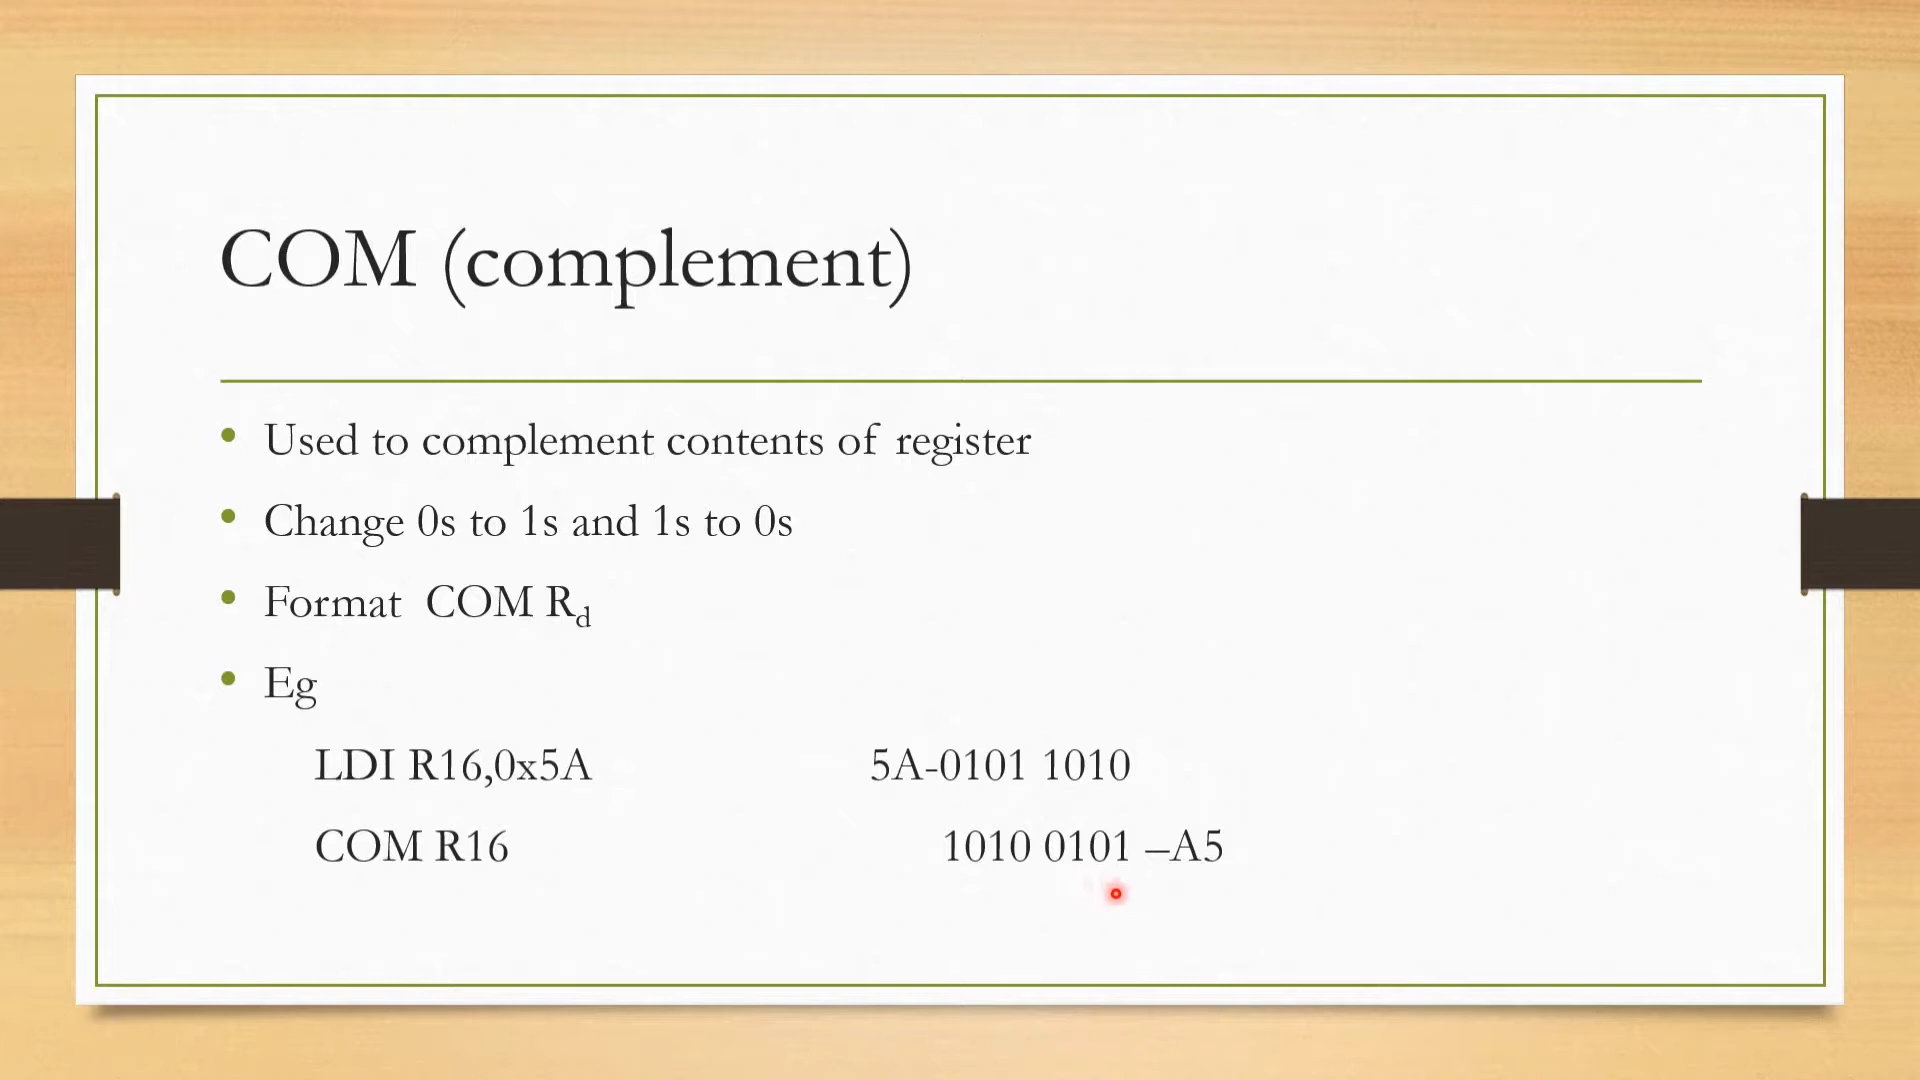 COM (complement)
• Used to complement contents of register
• Change 0s to 1s and 1s to 0s
• Format COM Rd
• Eg
LDI R16,0x5A 5A-0101 1010
COM R16 1010 0101 –A5